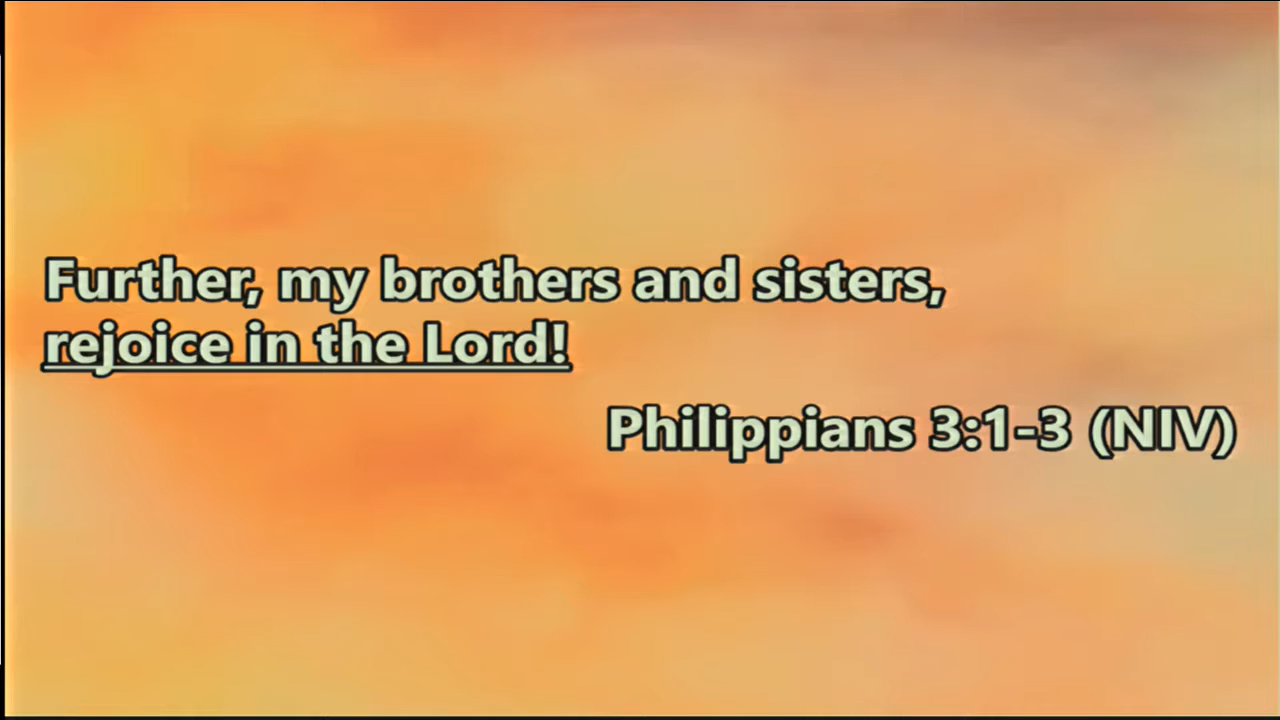 Further, my brothers and sisters,
rejoice in the Lord!
Philippians 3:1-3 (NIV)